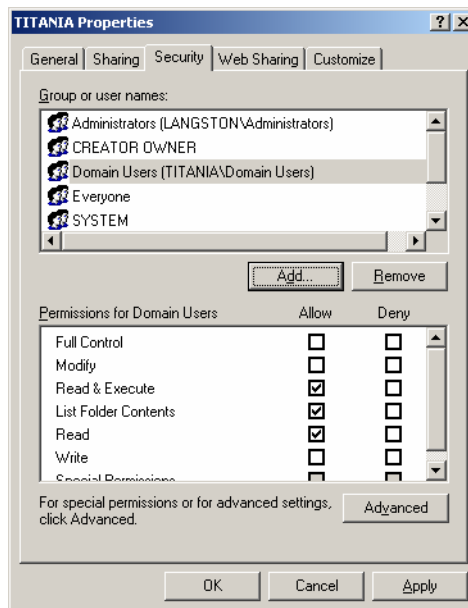 TITANIA Properties
General Sharing Security Web Sharing Customize
Group or user names:
Administrators (LANGSTON\Administrators)
CREATOR OWNER
Domain Users (TITANIA\Domain Users)
Everyone
SYSTEM
Add... Remove
Permissions for Domain Users Allow Deny
Full Control
Modify
Read & Execute
List Folder Contents
Read
Write
Special Permissions
For special permissions or for advanced settings,
click Advanced.
Advanced
OK Cancel Apply